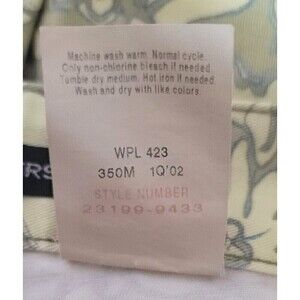 Machine wash warm. Normal cycle.
Only non-chlorine bleach if needed.
Tumble dry medium. Hot iron if needed.
Wash and dry with like colors.
WPL 423
350M 1Q'02
STYLE NUMBER
23199-9433
ERS